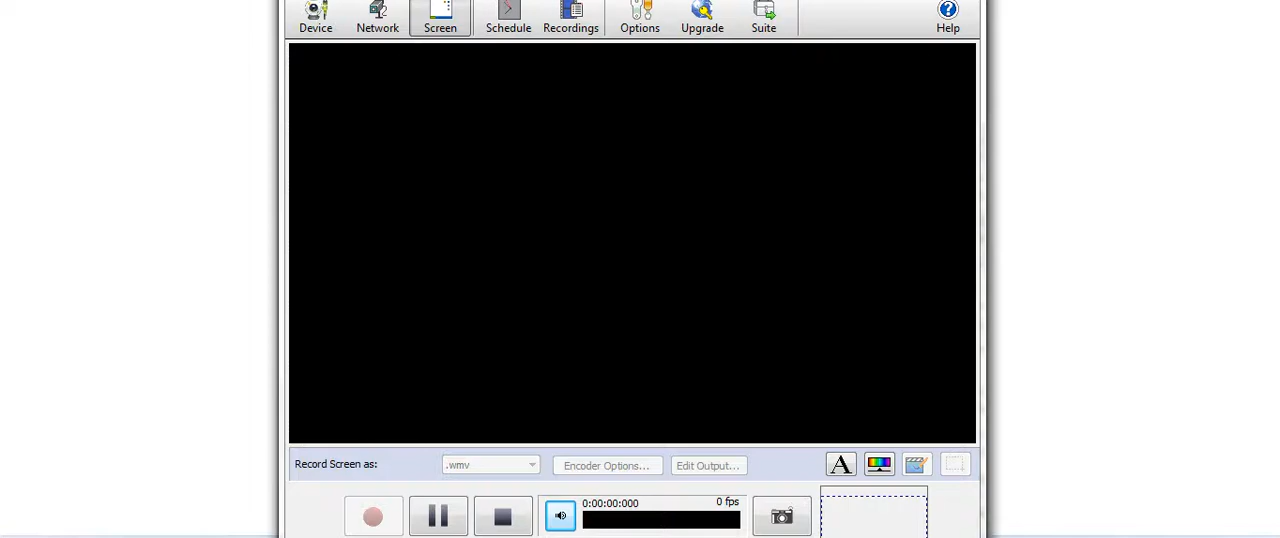 Device Network Screen Schedule Recordings Options Upgrade Suite Help
Record Screen as: .wmv Encoder Options... Edit Output... A
0:00:00:000 0 fps